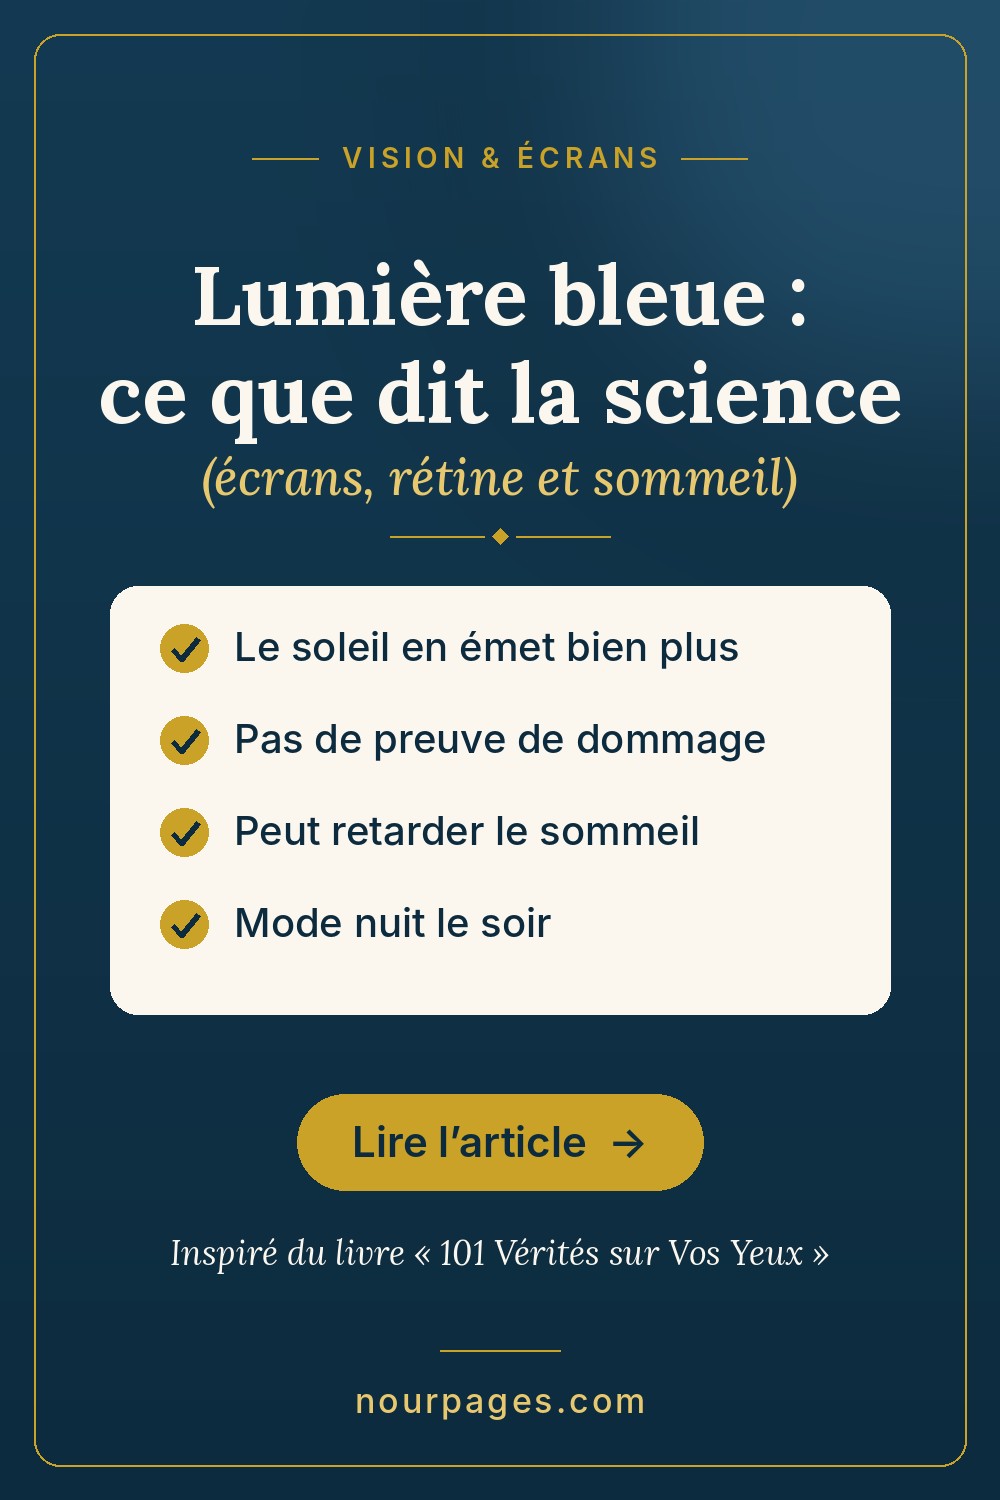 VISION & ÉCRANS
Lumière bleue :
ce que dit la science
(écrans, rétine et sommeil)
Le soleil en émet bien plus
Pas de preuve de dommage
Peut retarder le sommeil
Mode nuit le soir
Lire l’article →
Inspiré du livre « 101 Vérités sur Vos Yeux »
nourpages.com